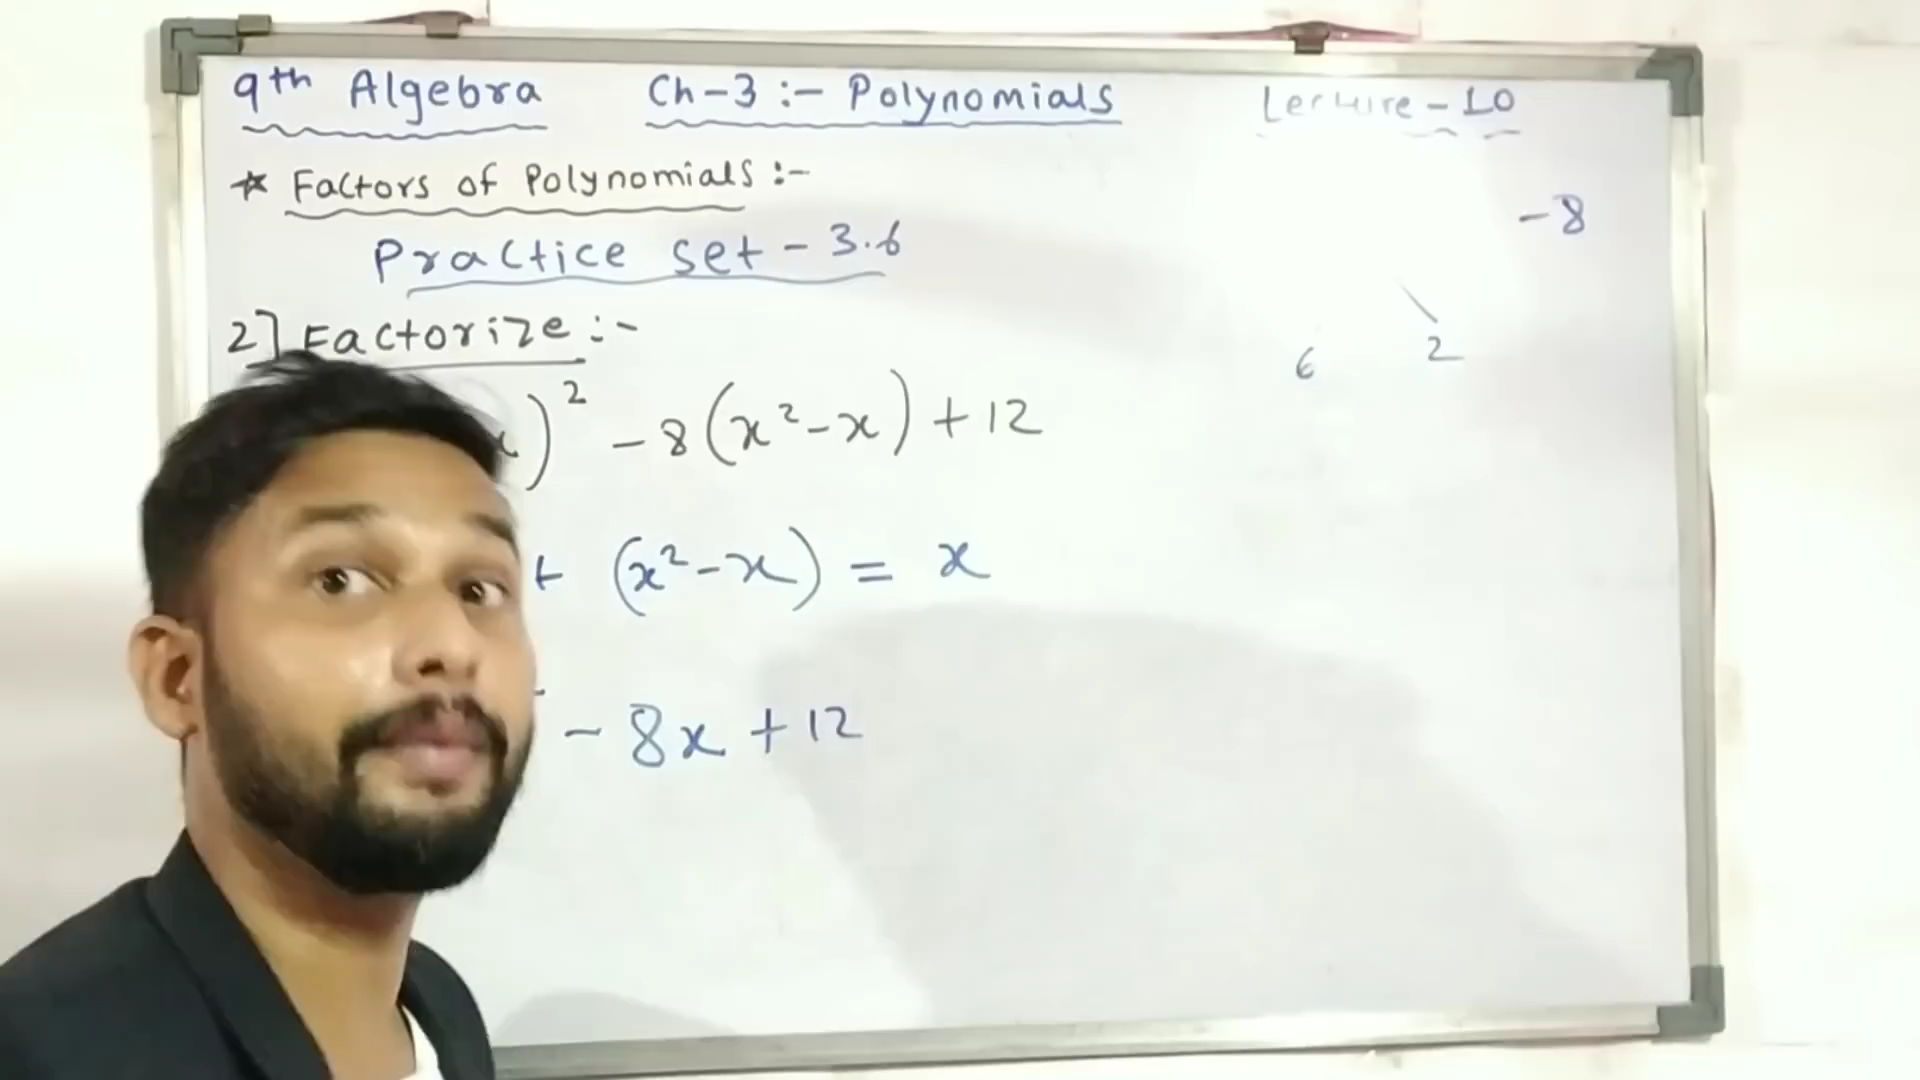 9th Algebra Ch-3 :- Polynomials Lecture - 10
* Factors of Polynomials :-
Practice set - 3.6
2] Factorize :-
x)² - 8(x² - x) + 12
(x² - x) = x
- 8x + 12
-8
6 2